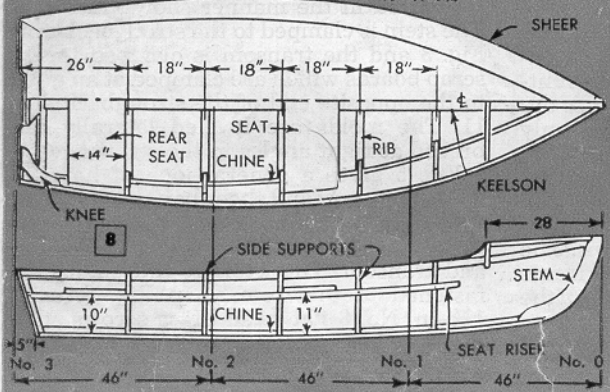 SHEER
26" 18" 18" 18" 18"
℄
REAR SEAT
SEAT
RIB
14"
CHINE
KEELSON
KNEE
8
28
SIDE SUPPORTS
STEM
10"
CHINE
11"
5"
SEAT RISER
No. 3 No. 2 No. 1 No. 0
46" 46" 46"